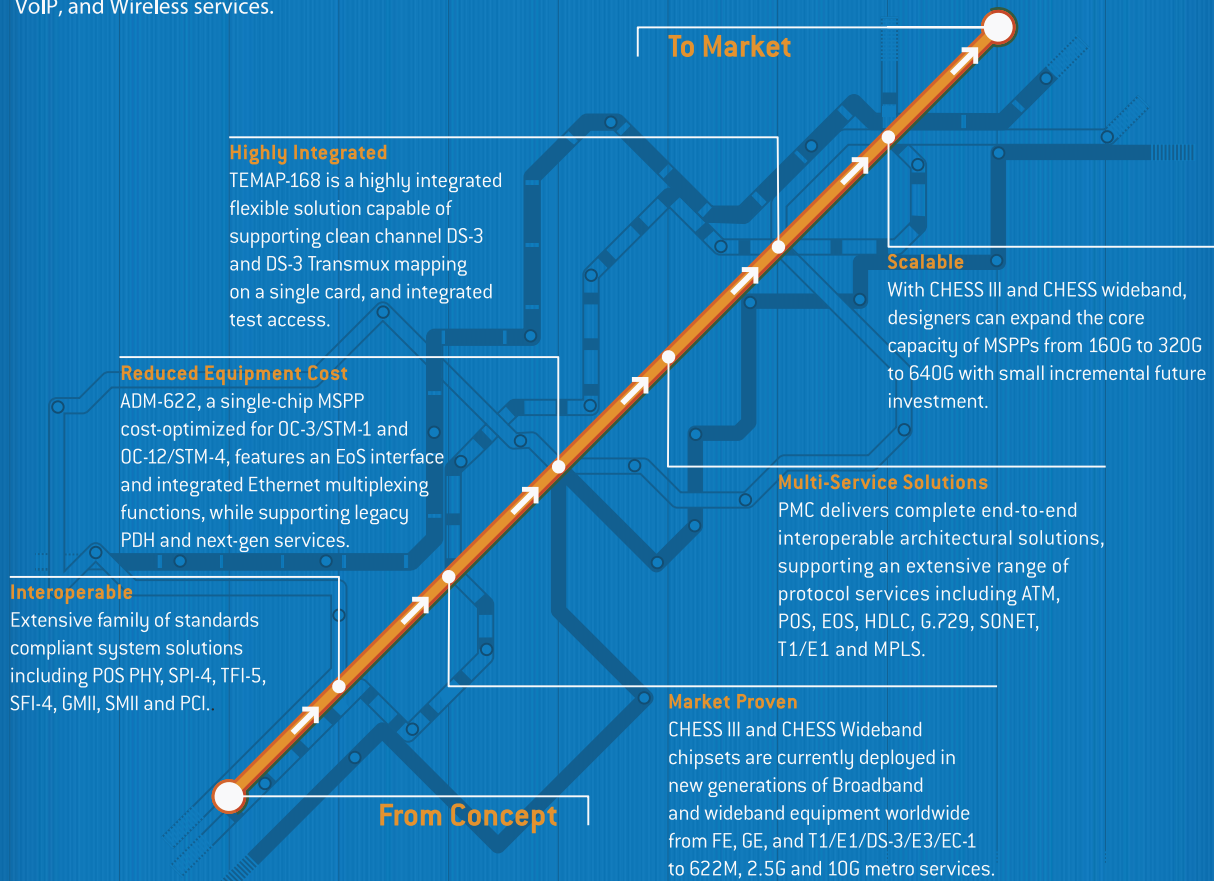 VoIP, and Wireless services.
To Market
Highly Integrated
TEMAP-168 is a highly integrated
flexible solution capable of
supporting clean channel DS-3
and DS-3 Transmux mapping
on a single card, and integrated
test access.
Scalable
With CHESS III and CHESS wideband,
designers can expand the core
capacity of MSPPs from 160G to 320G
to 640G with small incremental future
investment.
Reduced Equipment Cost
ADM-622, a single-chip MSPP
cost-optimized for OC-3/STM-1 and
OC-12/STM-4, features an EoS interface
and integrated Ethernet multiplexing
functions, while supporting legacy
PDH and next-gen services.
Multi-Service Solutions
PMC delivers complete end-to-end
interoperable architectural solutions,
supporting an extensive range of
protocol services including ATM,
POS, EOS, HDLC, G.729, SONET,
T1/E1 and MPLS.
Interoperable
Extensive family of standards
compliant system solutions
including POS PHY, SPI-4, TFI-5,
SFI-4, GMII, SMII and PCI..
Market Proven
CHESS III and CHESS Wideband
chipsets are currently deployed in
new generations of Broadband
and wideband equipment worldwide
from FE, GE, and T1/E1/DS-3/E3/EC-1
to 622M, 2.5G and 10G metro services.
From Concept